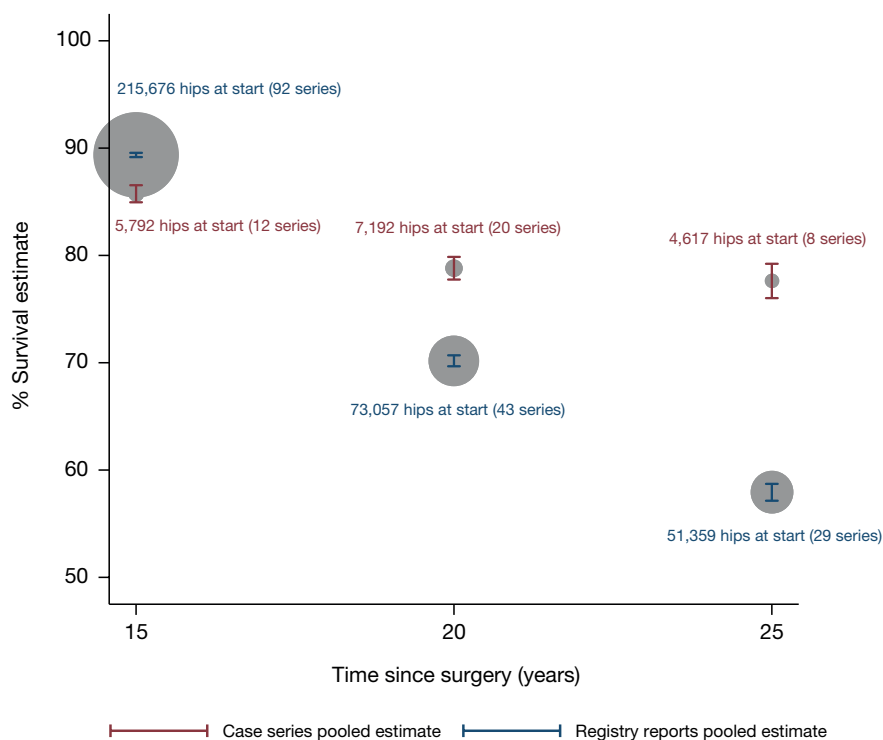 100
215,676 hips at start (92 series)
90
5,792 hips at start (12 series)
7,192 hips at start (20 series)
4,617 hips at start (8 series)
80
% Survival estimate
70
73,057 hips at start (43 series)
60
51,359 hips at start (29 series)
50
15 20 25
Time since surgery (years)
Case series pooled estimate Registry reports pooled estimate